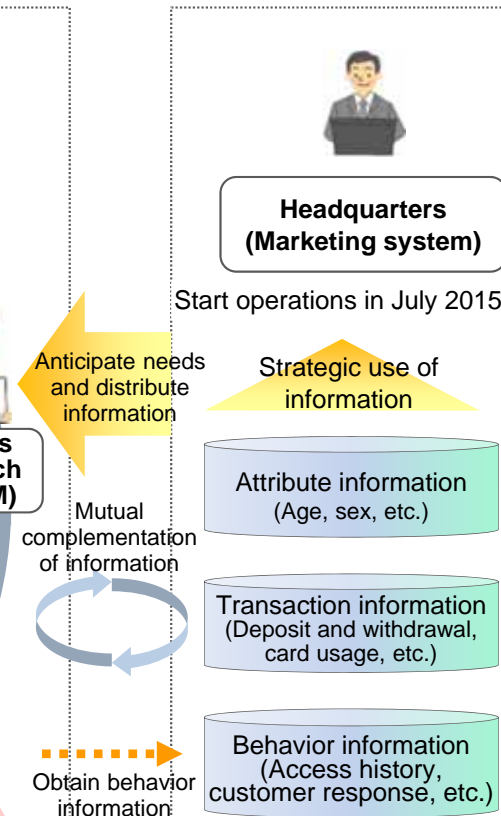 Headquarters
(Marketing system)
Start operations in July 2015
Anticipate needs
and distribute
information
Strategic use of
information
Attribute information
(Age, sex, etc.)
Mutual
complementation
of information
Transaction information
(Deposit and withdrawal,
card usage, etc.)
Behavior information
(Access history,
customer response, etc.)
Obtain behavior
information